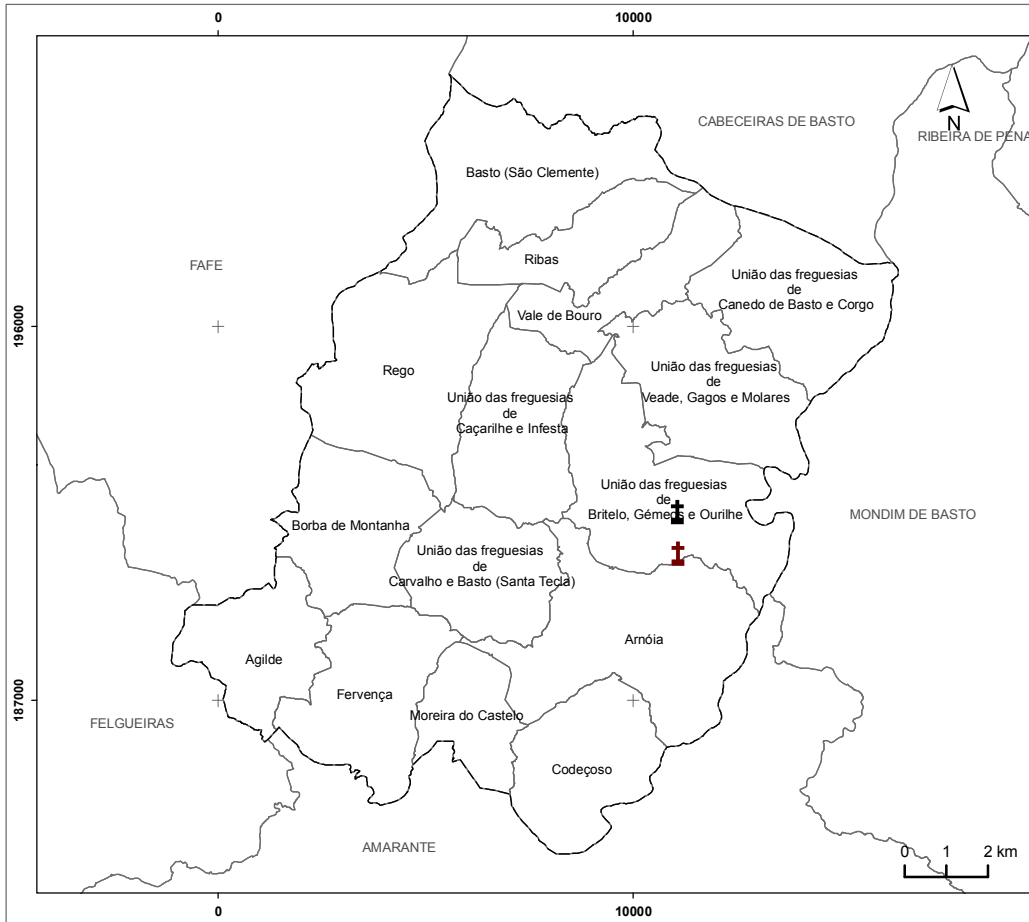 0
10000
CABECEIRAS DE BASTO
N
RIBEIRA DE PENA
Basto (São Clemente)
FAFE
Ribas
União das freguesias
de
Canedo de Basto e Corgo
196000
Vale de Bouro
Rego
União das freguesias
de
Veade, Gagos e Molares
União das freguesias
de
Caçarilhe e Infesta
União das freguesias
de
Britelo, Gémeos e Ourilhe
MONDIM DE BASTO
Borba de Montanha
União das freguesias
de
Carvalho e Basto (Santa Tecla)
Arnóia
Agilde
Fervença
187000
Moreira do Castelo
FELGUEIRAS
Codeçoso
AMARANTE
0 1 2 km
0
10000